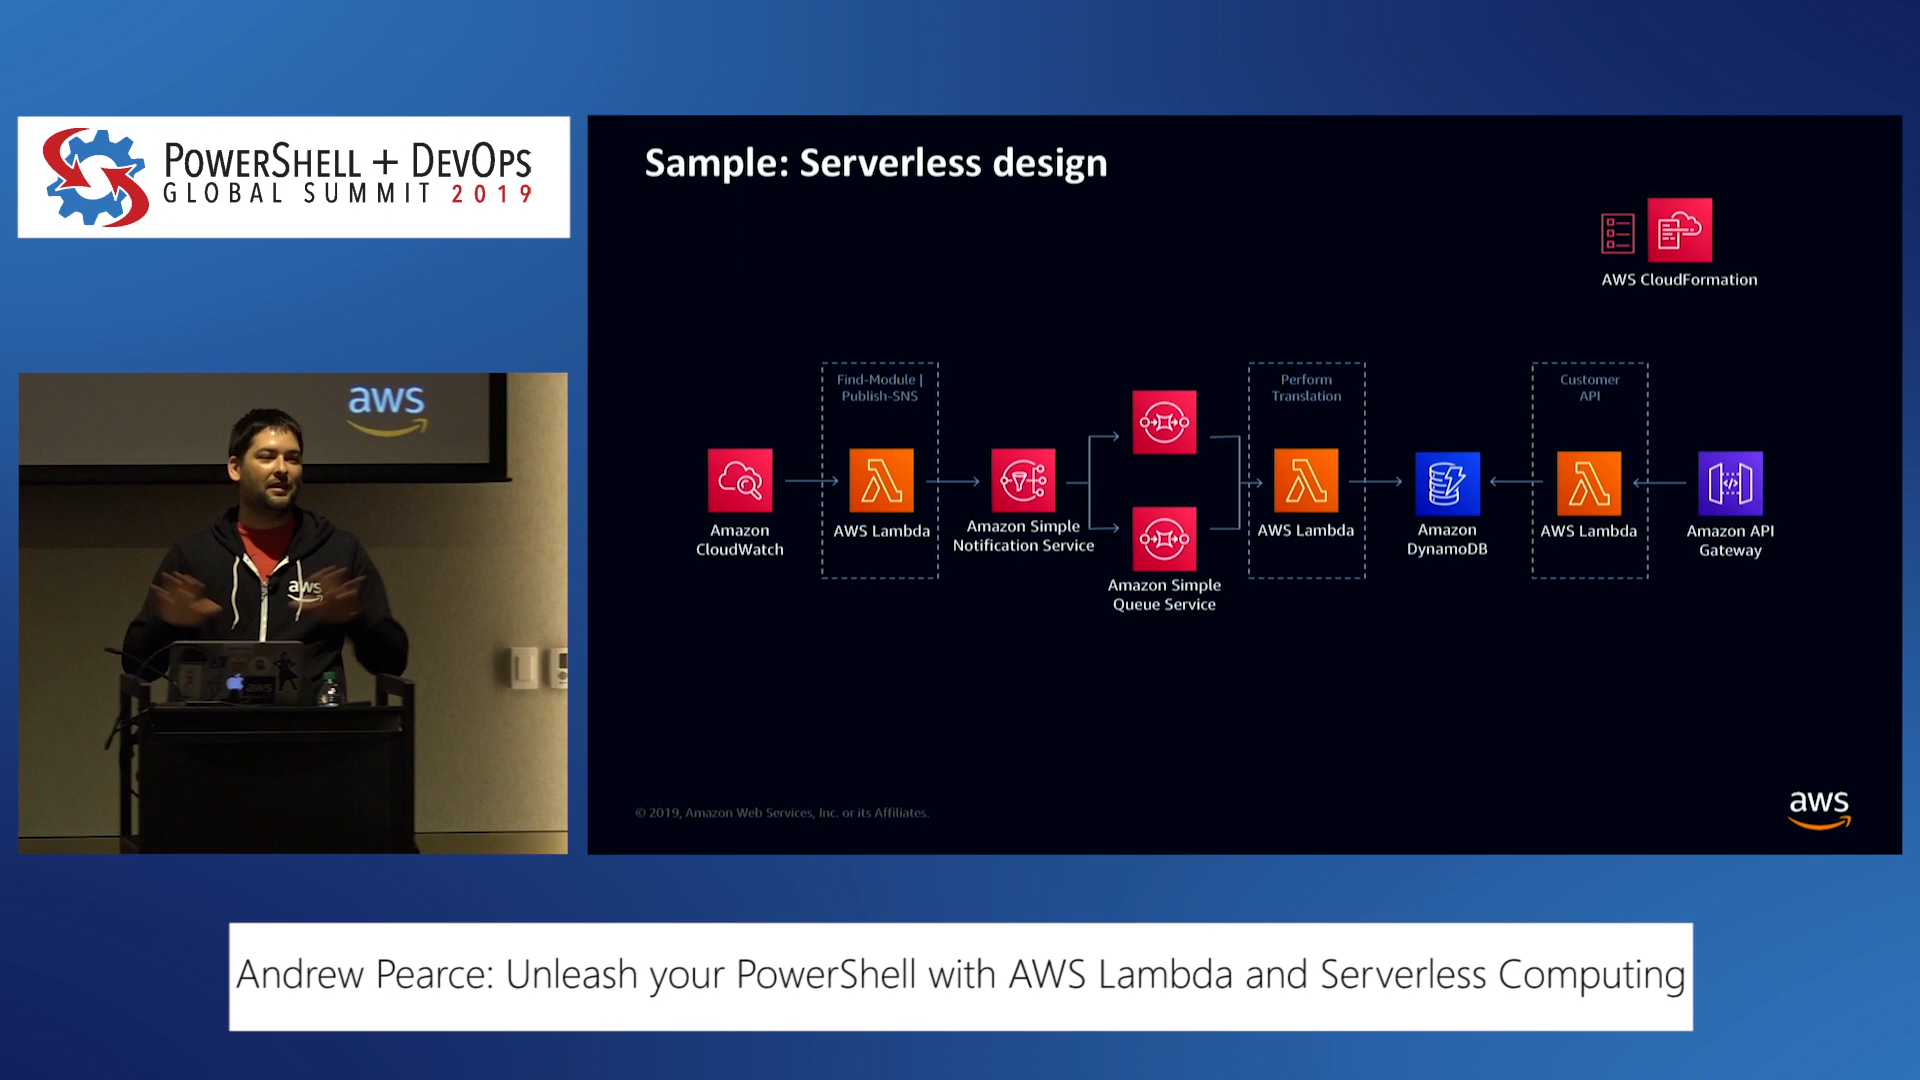 POWERSHELL + DEVOPS
GLOBAL SUMMIT 2019
aws
aws
aws
Sample: Serverless design
AWS CloudFormation
Find-Module |
Publish-SNS
Perform
Translation
Customer
API
Amazon
CloudWatch
AWS Lambda
Amazon Simple
Notification Service
Amazon Simple
Queue Service
AWS Lambda
Amazon
DynamoDB
AWS Lambda
Amazon API
Gateway
© 2019, Amazon Web Services, Inc. or its Affiliates.
aws
Andrew Pearce: Unleash your PowerShell with AWS Lambda and Serverless Computing